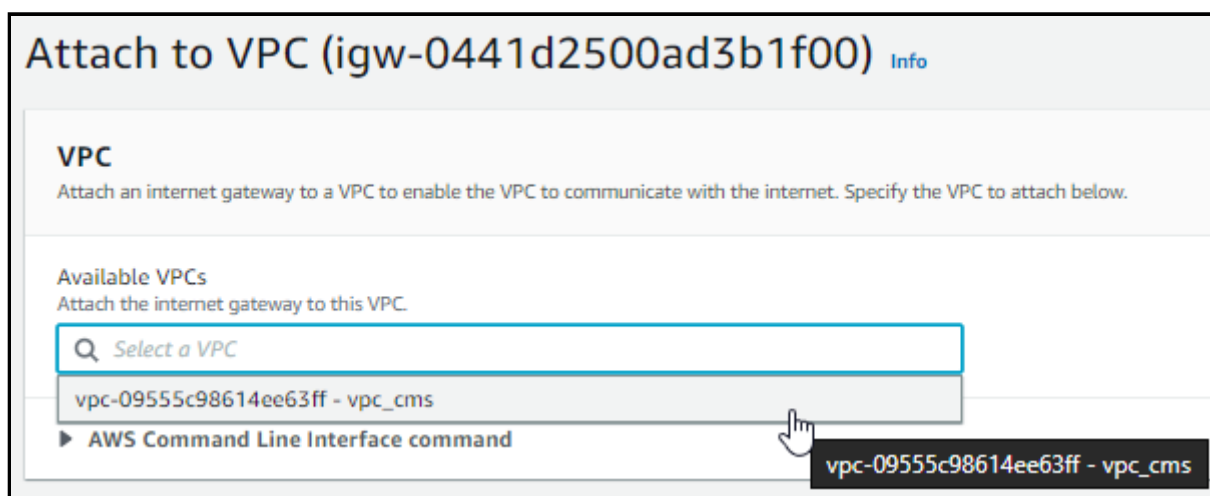 Attach to VPC (igw-0441d2500ad3b1f00) Info
VPC
Attach an internet gateway to a VPC to enable the VPC to communicate with the internet. Specify the VPC to attach below.
Available VPCs
Attach the internet gateway to this VPC.
Select a VPC
vpc-09555c98614ee63ff - vpc_cms
AWS Command Line Interface command
vpc-09555c98614ee63ff - vpc_cms